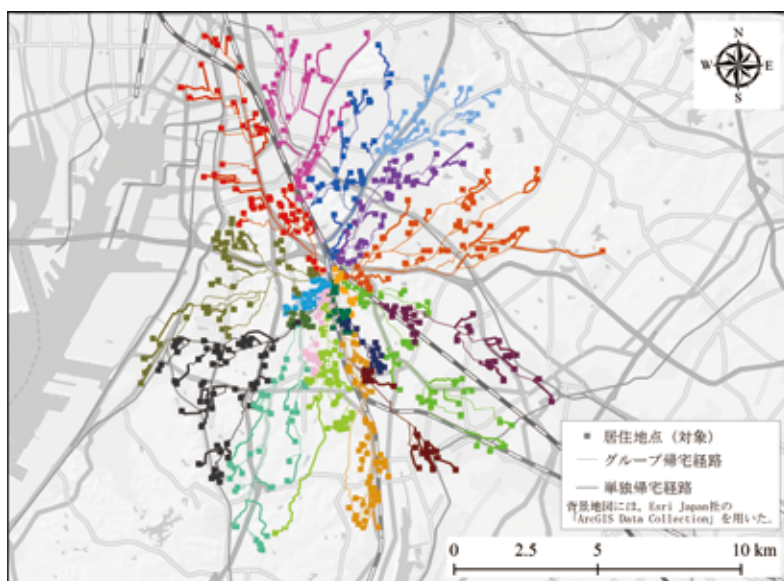 N
W E
S
居住地点（対象）
グループ帰宅経路
単独帰宅経路
背景地図には，Esri Japan社の
「ArcGIS Data Collection」を用いた。
0 2.5 5 10 km